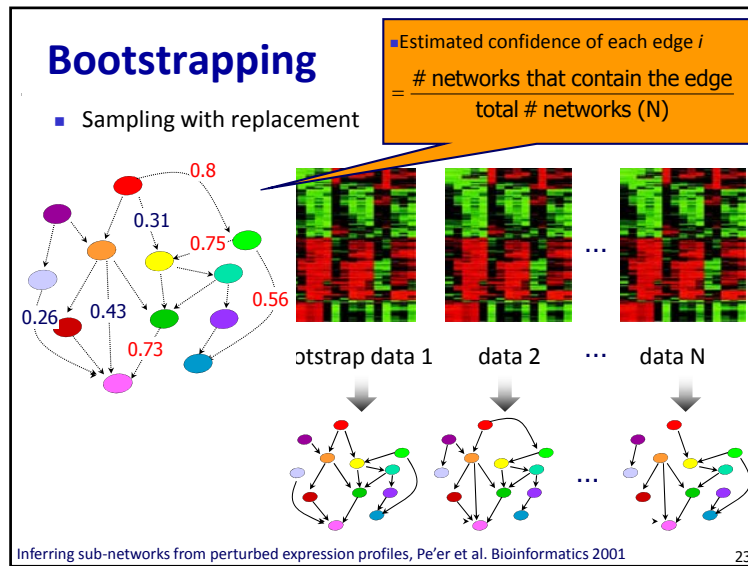 Bootstrapping
■ Estimated confidence of each edge i
= # networks that contain the edge
total # networks (N)
■ Sampling with replacement
0.8
0.31
0.75
0.56
0.26
0.43
0.73
...
otstrap data 1 data 2 ... data N
...
Inferring sub-networks from perturbed expression profiles, Pe'er et al. Bioinformatics 2001
23